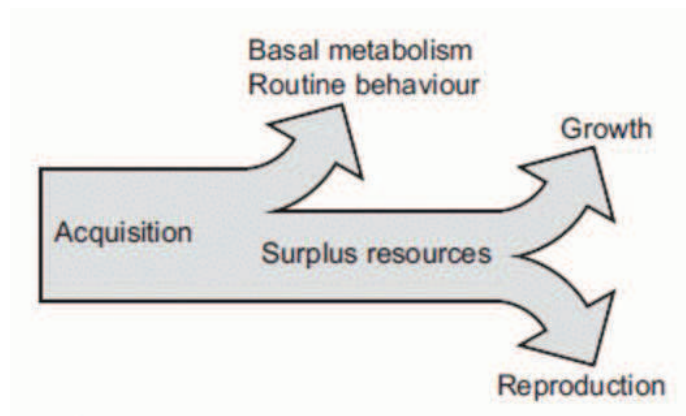 Basal metabolism
Routine behaviour
Growth
Acquisition
Surplus resources
Reproduction